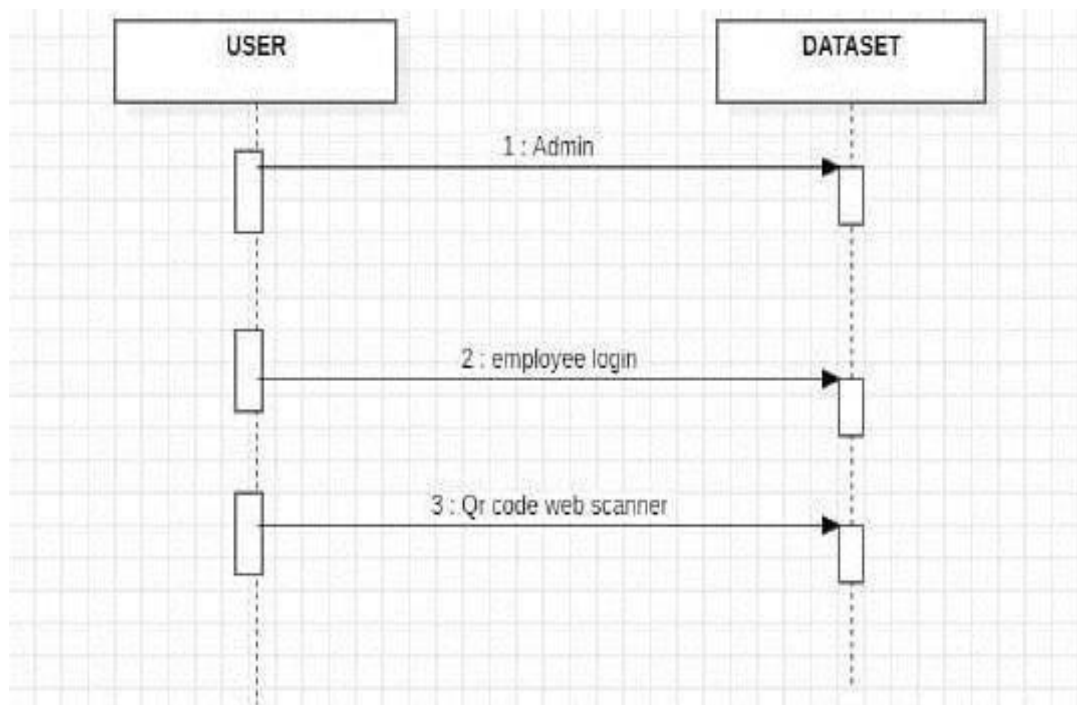 USER
DATASET
1 : Admin
2 : employee login
3 : Qr code web scanner